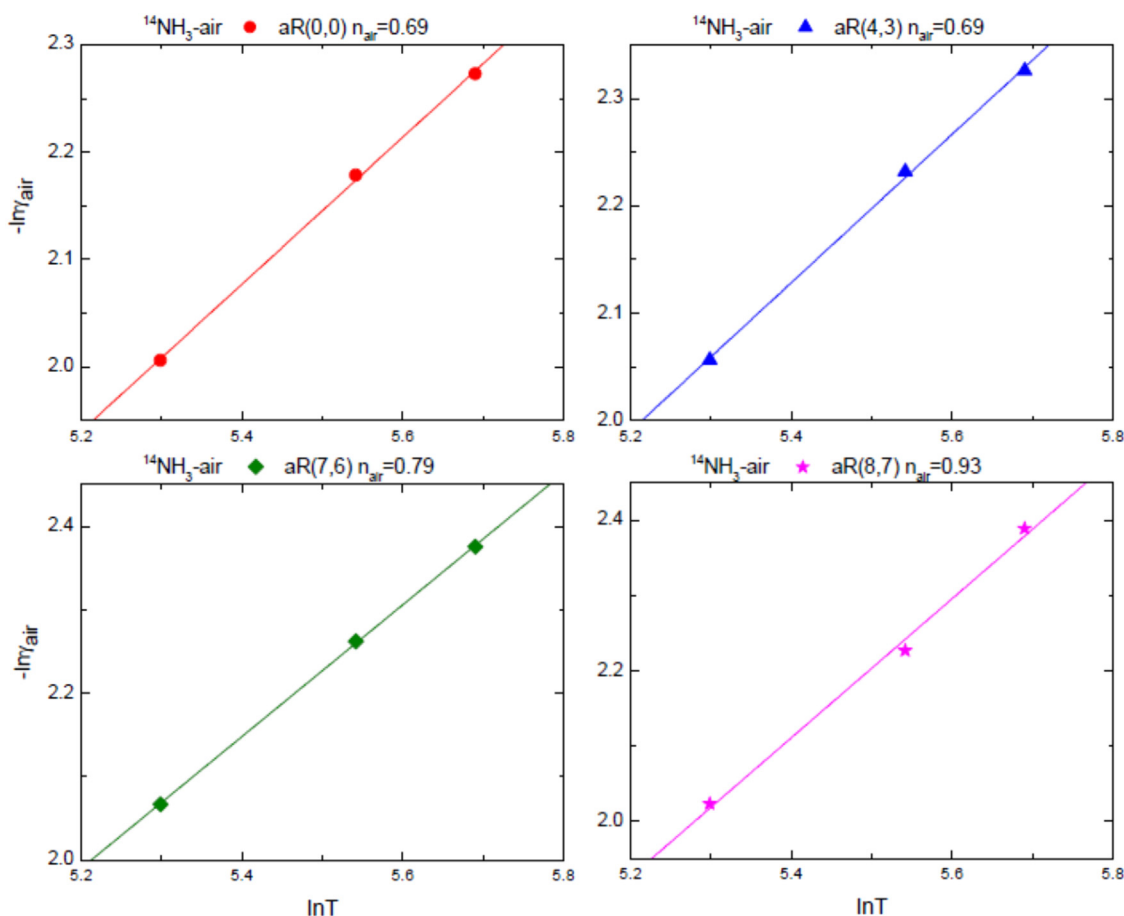 ¹⁴NH₃-air aR(0,0) nₐᵢᵣ=0.69
¹⁴NH₃-air aR(4,3) nₐᵢᵣ=0.69
2.3
2.2
2.1
2.0
-lnγₐᵢᵣ
5.2 5.4 5.6 5.8
2.3
2.2
2.1
2.0
5.2 5.4 5.6 5.8
¹⁴NH₃-air aR(7,6) nₐᵢᵣ=0.79
¹⁴NH₃-air aR(8,7) nₐᵢᵣ=0.93
2.4
2.2
2.0
-lnγₐᵢᵣ
5.2 5.4 5.6 5.8
lnT
2.4
2.2
2.0
5.2 5.4 5.6 5.8
lnT